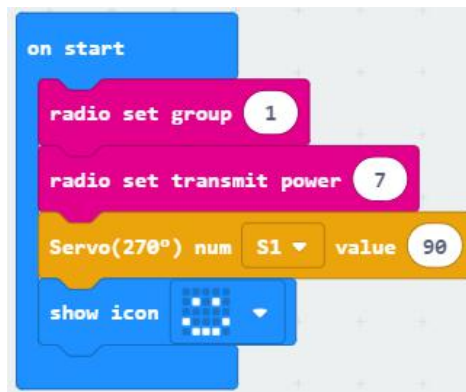 on start
radio set group 1
radio set transmit power 7
Servo(270°) num S1 value 90
show icon